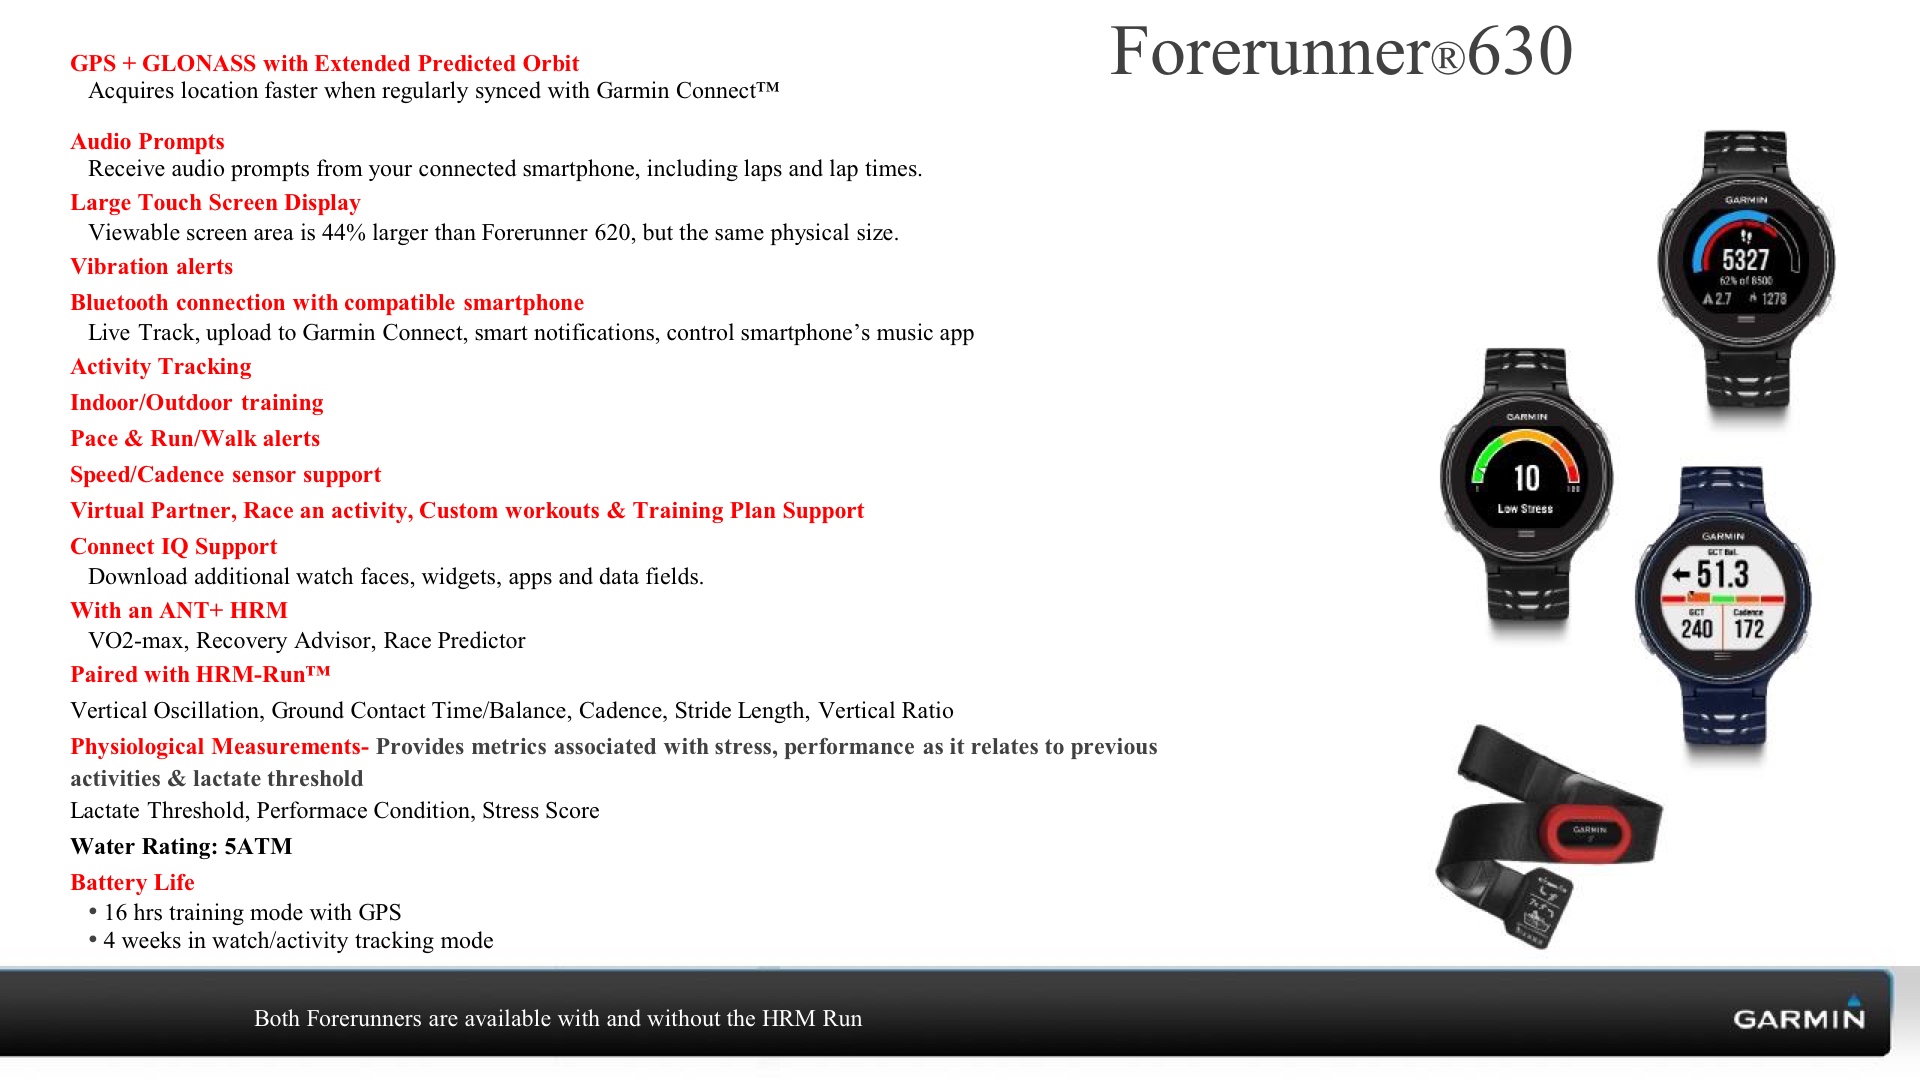 Forerunner®630
GPS + GLONASS with Extended Predicted Orbit
Acquires location faster when regularly synced with Garmin Connect™
Audio Prompts
Receive audio prompts from your connected smartphone, including laps and lap times.
Large Touch Screen Display
Viewable screen area is 44% larger than Forerunner 620, but the same physical size.
Vibration alerts
Bluetooth connection with compatible smartphone
Live Track, upload to Garmin Connect, smart notifications, control smartphone’s music app
Activity Tracking
Indoor/Outdoor training
Pace & Run/Walk alerts
Speed/Cadence sensor support
Virtual Partner, Race an activity, Custom workouts & Training Plan Support
Connect IQ Support
Download additional watch faces, widgets, apps and data fields.
With an ANT+ HRM
VO2-max, Recovery Advisor, Race Predictor
Paired with HRM-Run™
Vertical Oscillation, Ground Contact Time/Balance, Cadence, Stride Length, Vertical Ratio
Physiological Measurements- Provides metrics associated with stress, performance as it relates to previous
activities & lactate threshold
Lactate Threshold, Performace Condition, Stress Score
Water Rating: 5ATM
Battery Life
• 16 hrs training mode with GPS
• 4 weeks in watch/activity tracking mode
GARMIN
5327
62% of 8500
2.7 1278
GARMIN
10
1 100
Low Stress
GARMIN
GCT Bal.
51.3
GCT Cadence
240 172
GARMIN
Both Forerunners are available with and without the HRM Run
GARMIN